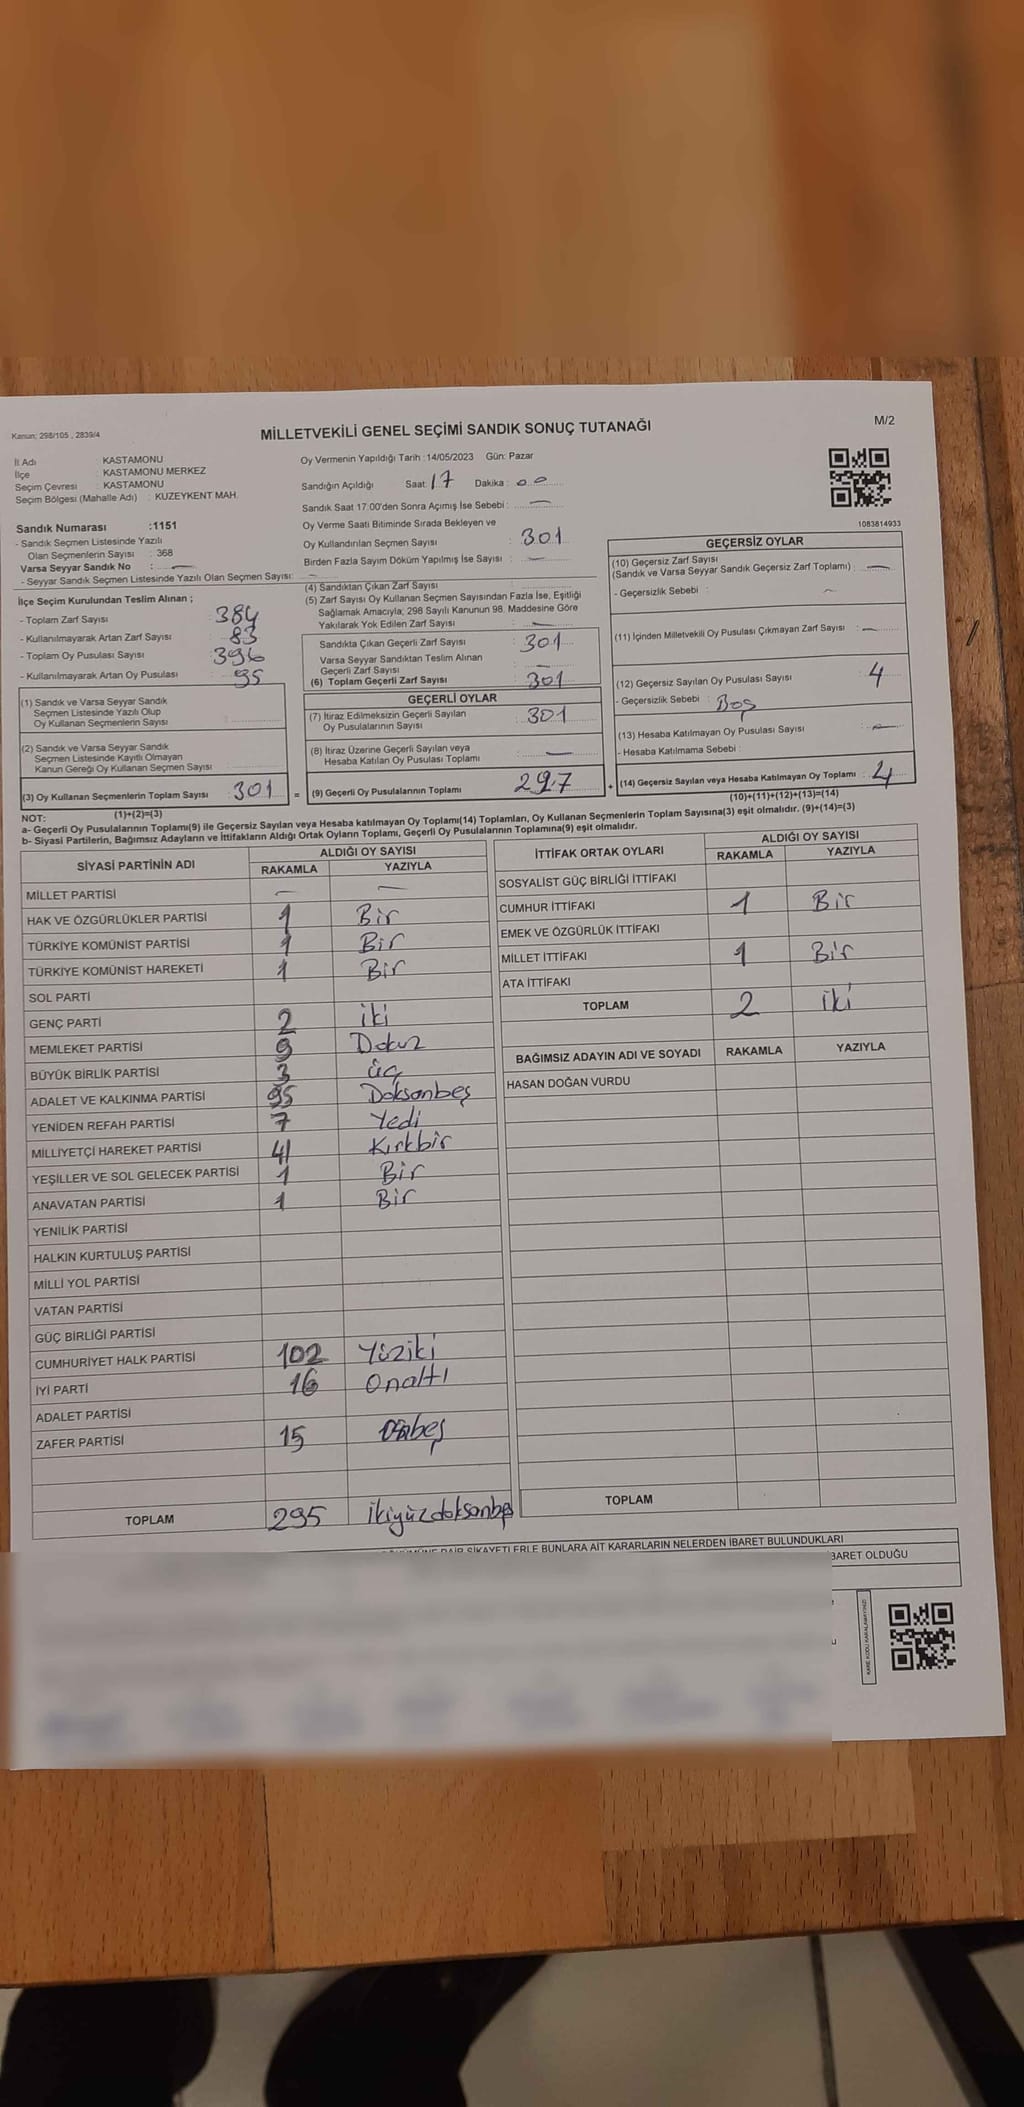 Kanun: 298/105 , 2839/4
MİLLETVEKİLİ GENEL SEÇİMİ SANDIK SONUÇ TUTANAĞI
M/2
İl Adı KASTAMONU
İlçe : KASTAMONU MERKEZ
Seçim Çevresi : KASTAMONU
Seçim Bölgesi (Mahalle Adı) : KUZEYKENT MAH.
Sandık Numarası :1151
- Sandık Seçmen Listesinde Yazılı
Olan Seçmenlerin Sayısı : 368
Varsa Seyyar Sandık No : —
- Seyyar Sandık Seçmen Listesinde Yazılı Olan Seçmen Sayısı: —
Oy Vermenin Yapıldığı Tarih :14/05/2023 Gün: Pazar
Sandığın Açıldığı Saat: 17 Dakika : 00
Sandık Saat 17.00'den Sonra Açımış İse Sebebi : —
Oy Verme Saati Bitiminde Sırada Bekleyen ve
Oy Kullandırılan Seçmen Sayısı : 301
Birden Fazla Sayım Döküm Yapılmış İse Sayısı : —
1083814933
İlçe Seçim Kurulundan Teslim Alınan ;
- Toplam Zarf Sayısı 384
- Kullanılmayarak Artan Zarf Sayısı : 83
- Toplam Oy Pusulası Sayısı 396
- Kullanılmayarak Artan Oy Pusulası : 95
(1) Sandık ve Varsa Seyyar Sandık
Seçmen Listesinde Yazılı Olup
Oy Kullanan Seçmenlerin Sayısı :
(2) Sandık ve Varsa Seyyar Sandık
Seçmen Listesinde Kayıtlı Olmayan
Kanun Gereği Oy Kullanan Seçmen Sayısı :
(3) Oy Kullanan Seçmenlerin Toplam Sayısı : 301
(1)+(2)=(3)
(4) Sandıktan Çıkan Zarf Sayısı :
(5) Zarf Sayısı Oy Kullanan Seçmen Sayısından Fazla İse, Eşitliği
Sağlamak Amacıyla; 298 Sayılı Kanunun 98. Maddesine Göre
Yakılarak Yok Edilen Zarf Sayısı : —
Sandıkta Çıkan Geçerli Zarf Sayısı : 301
Varsa Seyyar Sandıktan Teslim Alınan
Geçerli Zarf Sayısı : —
(6) Toplam Geçerli Zarf Sayısı : 301
GEÇERLİ OYLAR
(7) İtiraz Edilmeksizin Geçerli Sayılan
Oy Pusulalarının Sayısı : 301
(8) İtiraz Üzerine Geçerli Sayılan veya
Hesaba Katılan Oy Pusulası Toplamı : —
= (9) Geçerli Oy Pusulalarının Toplamı : 297 +
GEÇERSİZ OYLAR
(10) Geçersiz Zarf Sayısı
(Sandık ve Varsa Seyyar Sandık Geçersiz Zarf Toplamı) : —
- Geçersizlik Sebebi : —
(11) İçinden Milletvekili Oy Pusulası Çıkmayan Zarf Sayısı : —
(12) Geçersiz Sayılan Oy Pusulası Sayısı : 4
- Geçersizlik Sebebi : Boş
(13) Hesaba Katılmayan Oy Pusulası Sayısı : —
- Hesaba Katılmama Sebebi :
(14) Geçersiz Sayılan veya Hesaba Katılmayan Oy Toplamı : 4
(10)+(11)+(12)+(13)=(14)
NOT:
a- Geçerli Oy Pusulalarının Toplamı(9) ile Geçersiz Sayılan veya Hesaba katılmayan Oy Toplamı(14) Toplamları, Oy Kullanan Seçmenlerin Toplam Sayısına(3) eşit olmalıdır. (9)+(14)=(3)
b- Siyasi Partilerin, Bağımsız Adayların ve İttifakların Aldığı Ortak Oyların Toplamı, Geçerli Oy Pusulalarının Toplamına(9) eşit olmalıdır.
SİYASİ PARTİNİN ADI ALDIĞI OY SAYISI
RAKAMLA YAZIYLA
MİLLET PARTİSİ — —
HAK VE ÖZGÜRLÜKLER PARTİSİ 1 Bir
TÜRKİYE KOMÜNİST PARTİSİ 1 Bir
TÜRKİYE KOMÜNİST HAREKETİ 1 Bir
SOL PARTİ
GENÇ PARTİ 2 iki
MEMLEKET PARTİSİ 9 Dokuz
BÜYÜK BİRLİK PARTİSİ 3 üç
ADALET VE KALKINMA PARTİSİ 95 Doksanbeş
YENİDEN REFAH PARTİSİ 7 Yedi
MİLLİYETÇİ HAREKET PARTİSİ 41 Kırkbir
YEŞİLLER VE SOL GELECEK PARTİSİ 1 Bir
ANAVATAN PARTİSİ 1 Bir
YENİLİK PARTİSİ
HALKIN KURTULUŞ PARTİSİ
MİLLİ YOL PARTİSİ
VATAN PARTİSİ
GÜÇ BİRLİĞİ PARTİSİ
CUMHURİYET HALK PARTİSİ 102 Yüziki
İYİ PARTİ 16 Onaltı
ADALET PARTİSİ
ZAFER PARTİSİ 15 Onbeş
TOPLAM 295 İkiyüzdoksanbeş
İTTİFAK ORTAK OYLARI ALDIĞI OY SAYISI
RAKAMLA YAZIYLA
SOSYALİST GÜÇ BİRLİĞİ İTTİFAKI
CUMHUR İTTİFAKI 1 Bir
EMEK VE ÖZGÜRLÜK İTTİFAKI
MİLLET İTTİFAKI 1 Bir
ATA İTTİFAKI
TOPLAM 2 iki
BAĞIMSIZ ADAYIN ADI VE SOYADI RAKAMLA YAZIYLA
HASAN DOĞAN VURDU
TOPLAM
DAİR ŞİKAYETLERLE BUNLARA AİT KARARLARIN NELERDEN İBARET BULUNDUKLARI
BARET OLDUĞU